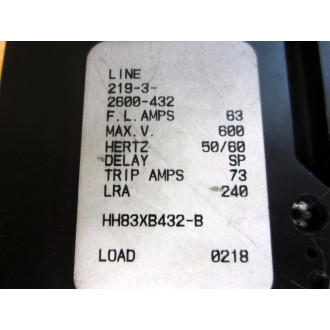 LINE
219-3-
2600-432
F.L.AMPS 63
MAX.V. 600
HERTZ 50/60
DELAY SP
TRIP AMPS 73
LRA 240
HH83XB432-B
LOAD 0218